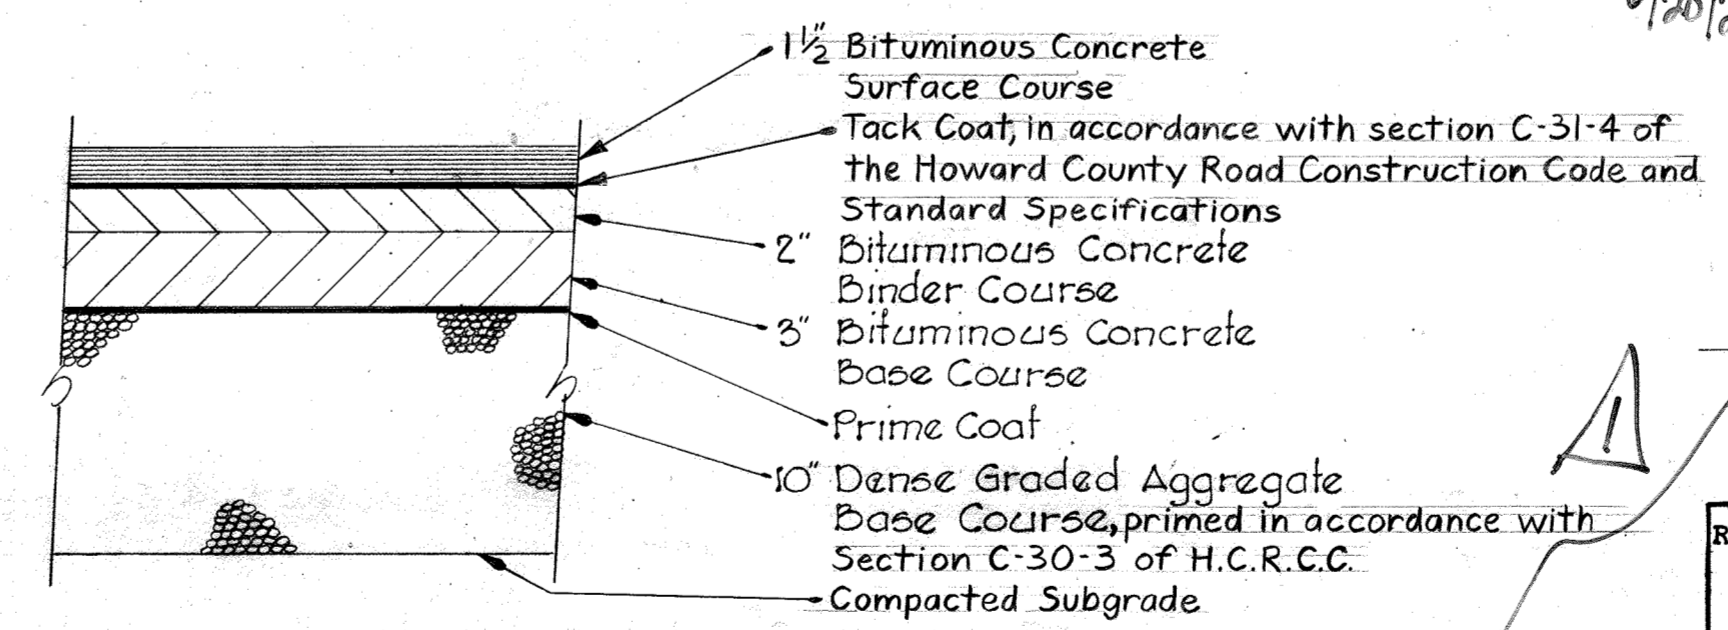 1 1/2" Bituminous Concrete
Surface Course
Tack Coat, in accordance with section C-31-4 of
the Howard County Road Construction Code and
Standard Specifications
2" Bituminous Concrete
Binder Course
3" Bituminous Concrete
Base Course
Prime Coat
10" Dense Graded Aggregate
Base Course, primed in accordance with
Section C-30-3 of H.C.R.C.C.
Compacted Subgrade
1
R